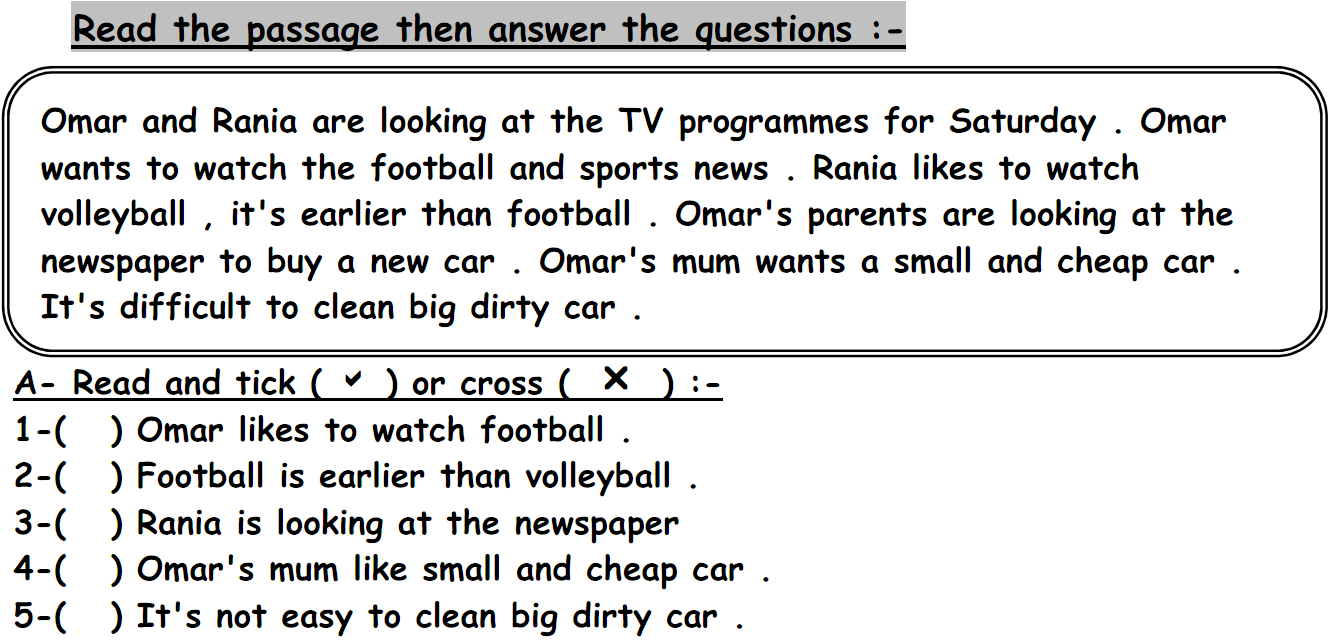 Read the passage then answer the questions :-
Omar and Rania are looking at the TV programmes for Saturday . Omar
wants to watch the football and sports news . Rania likes to watch
volleyball , it's earlier than football . Omar's parents are looking at the
newspaper to buy a new car . Omar's mum wants a small and cheap car .
It's difficult to clean big dirty car .
A- Read and tick ( ✓ ) or cross ( ✗ ) :-
1-( ) Omar likes to watch football .
2-( ) Football is earlier than volleyball .
3-( ) Rania is looking at the newspaper
4-( ) Omar's mum like small and cheap car .
5-( ) It's not easy to clean big dirty car .